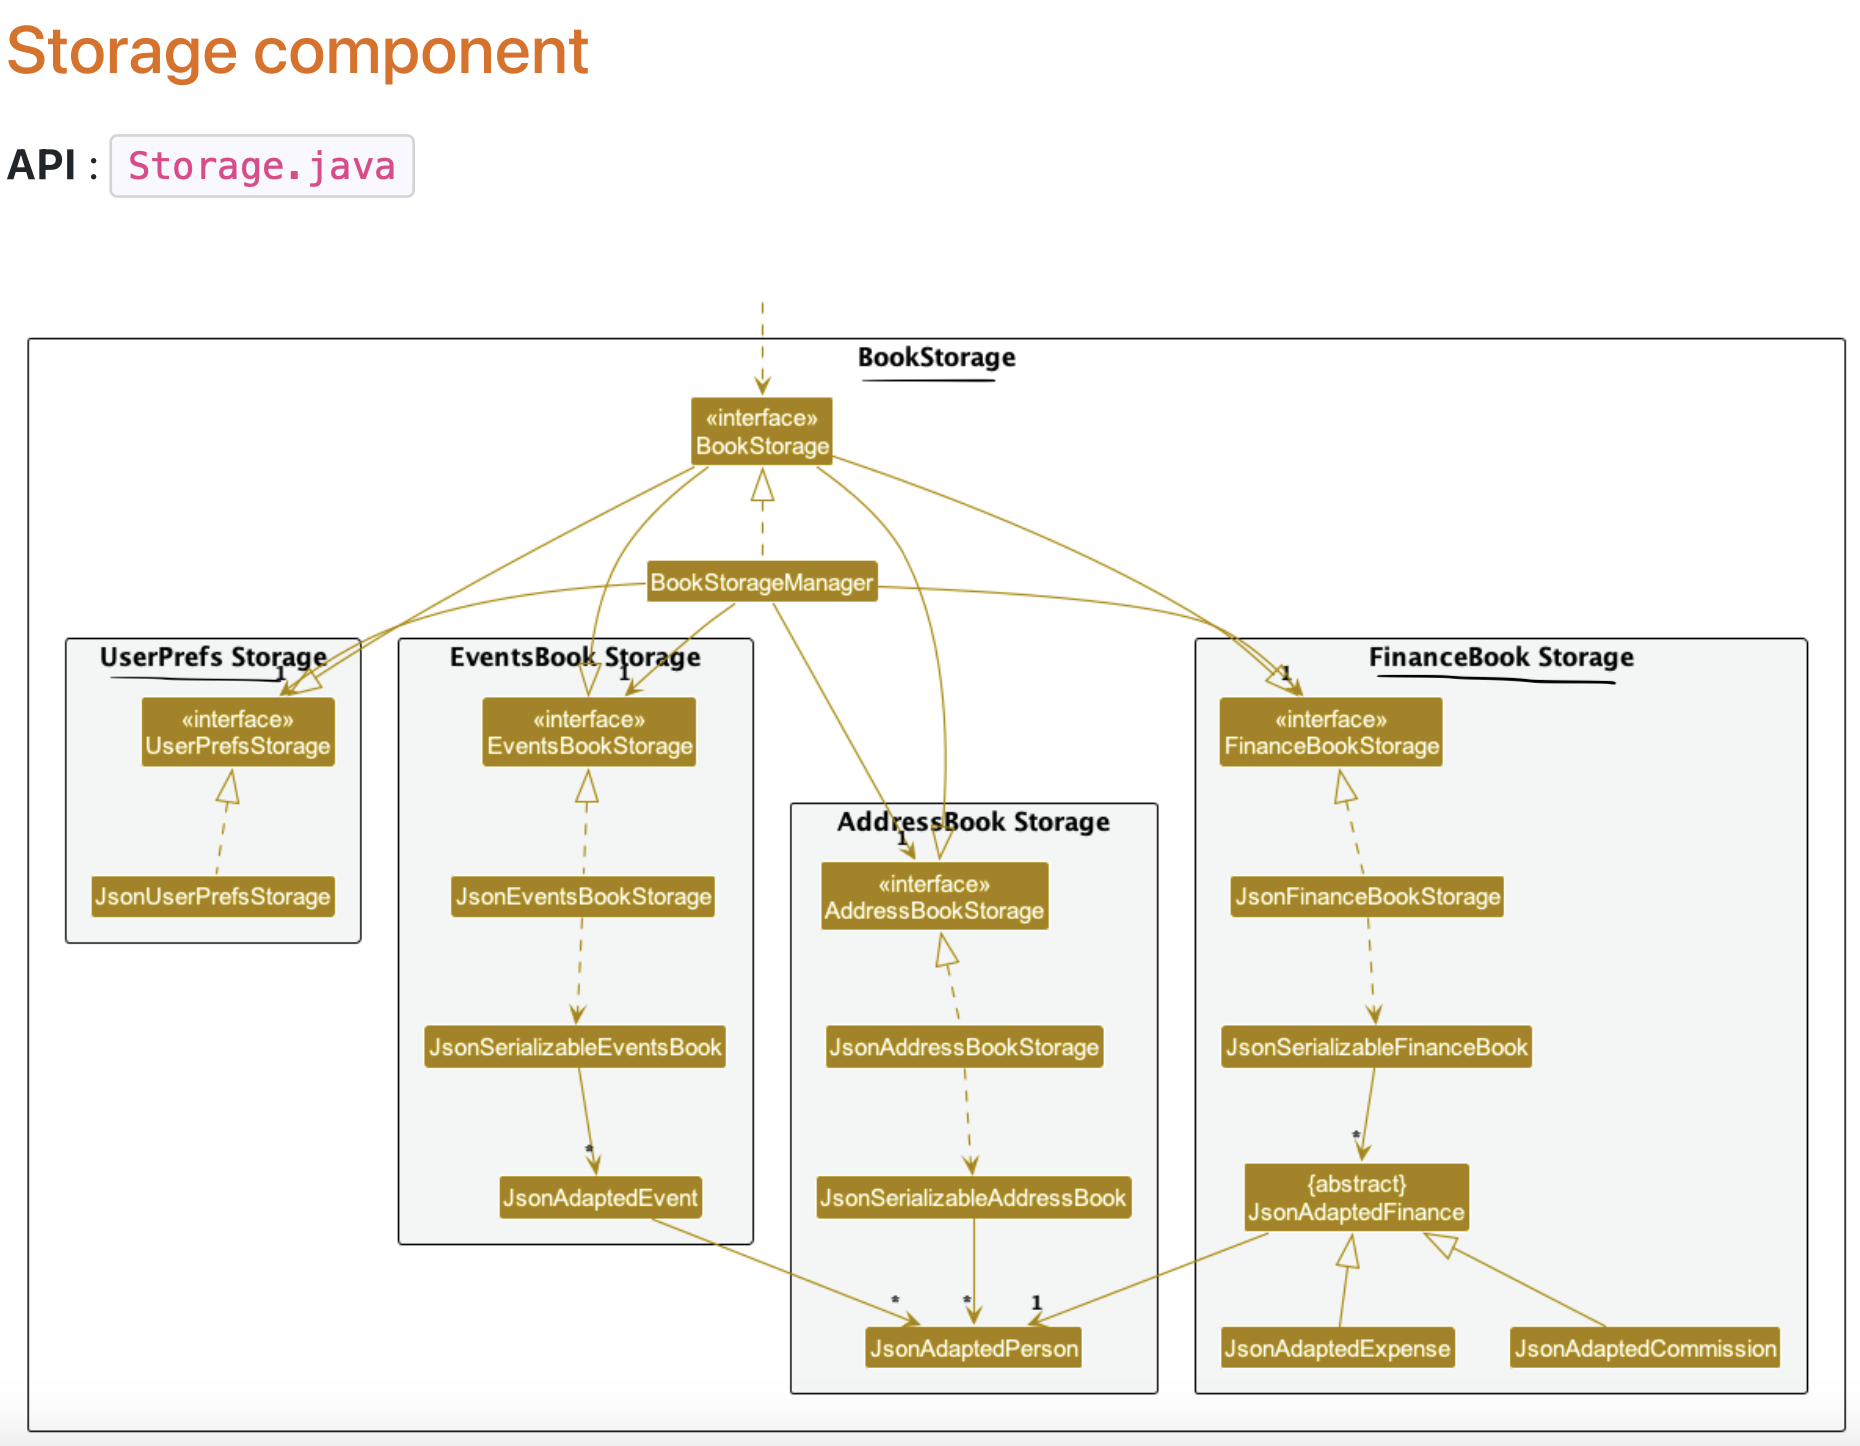 Storage component
API : Storage.java
BookStorage
«interface»
BookStorage
BookStorageManager
UserPrefs Storage
1
«interface»
UserPrefsStorage
JsonUserPrefsStorage
EventsBook Storage
1
«interface»
EventsBookStorage
JsonEventsBookStorage
JsonSerializableEventsBook
*
JsonAdaptedEvent
AddressBook Storage
1
«interface»
AddressBookStorage
JsonAddressBookStorage
JsonSerializableAddressBook
* * 1
JsonAdaptedPerson
FinanceBook Storage
1
«interface»
FinanceBookStorage
JsonFinanceBookStorage
JsonSerializableFinanceBook
*
{abstract}
JsonAdaptedFinance
JsonAdaptedExpense
JsonAdaptedCommission